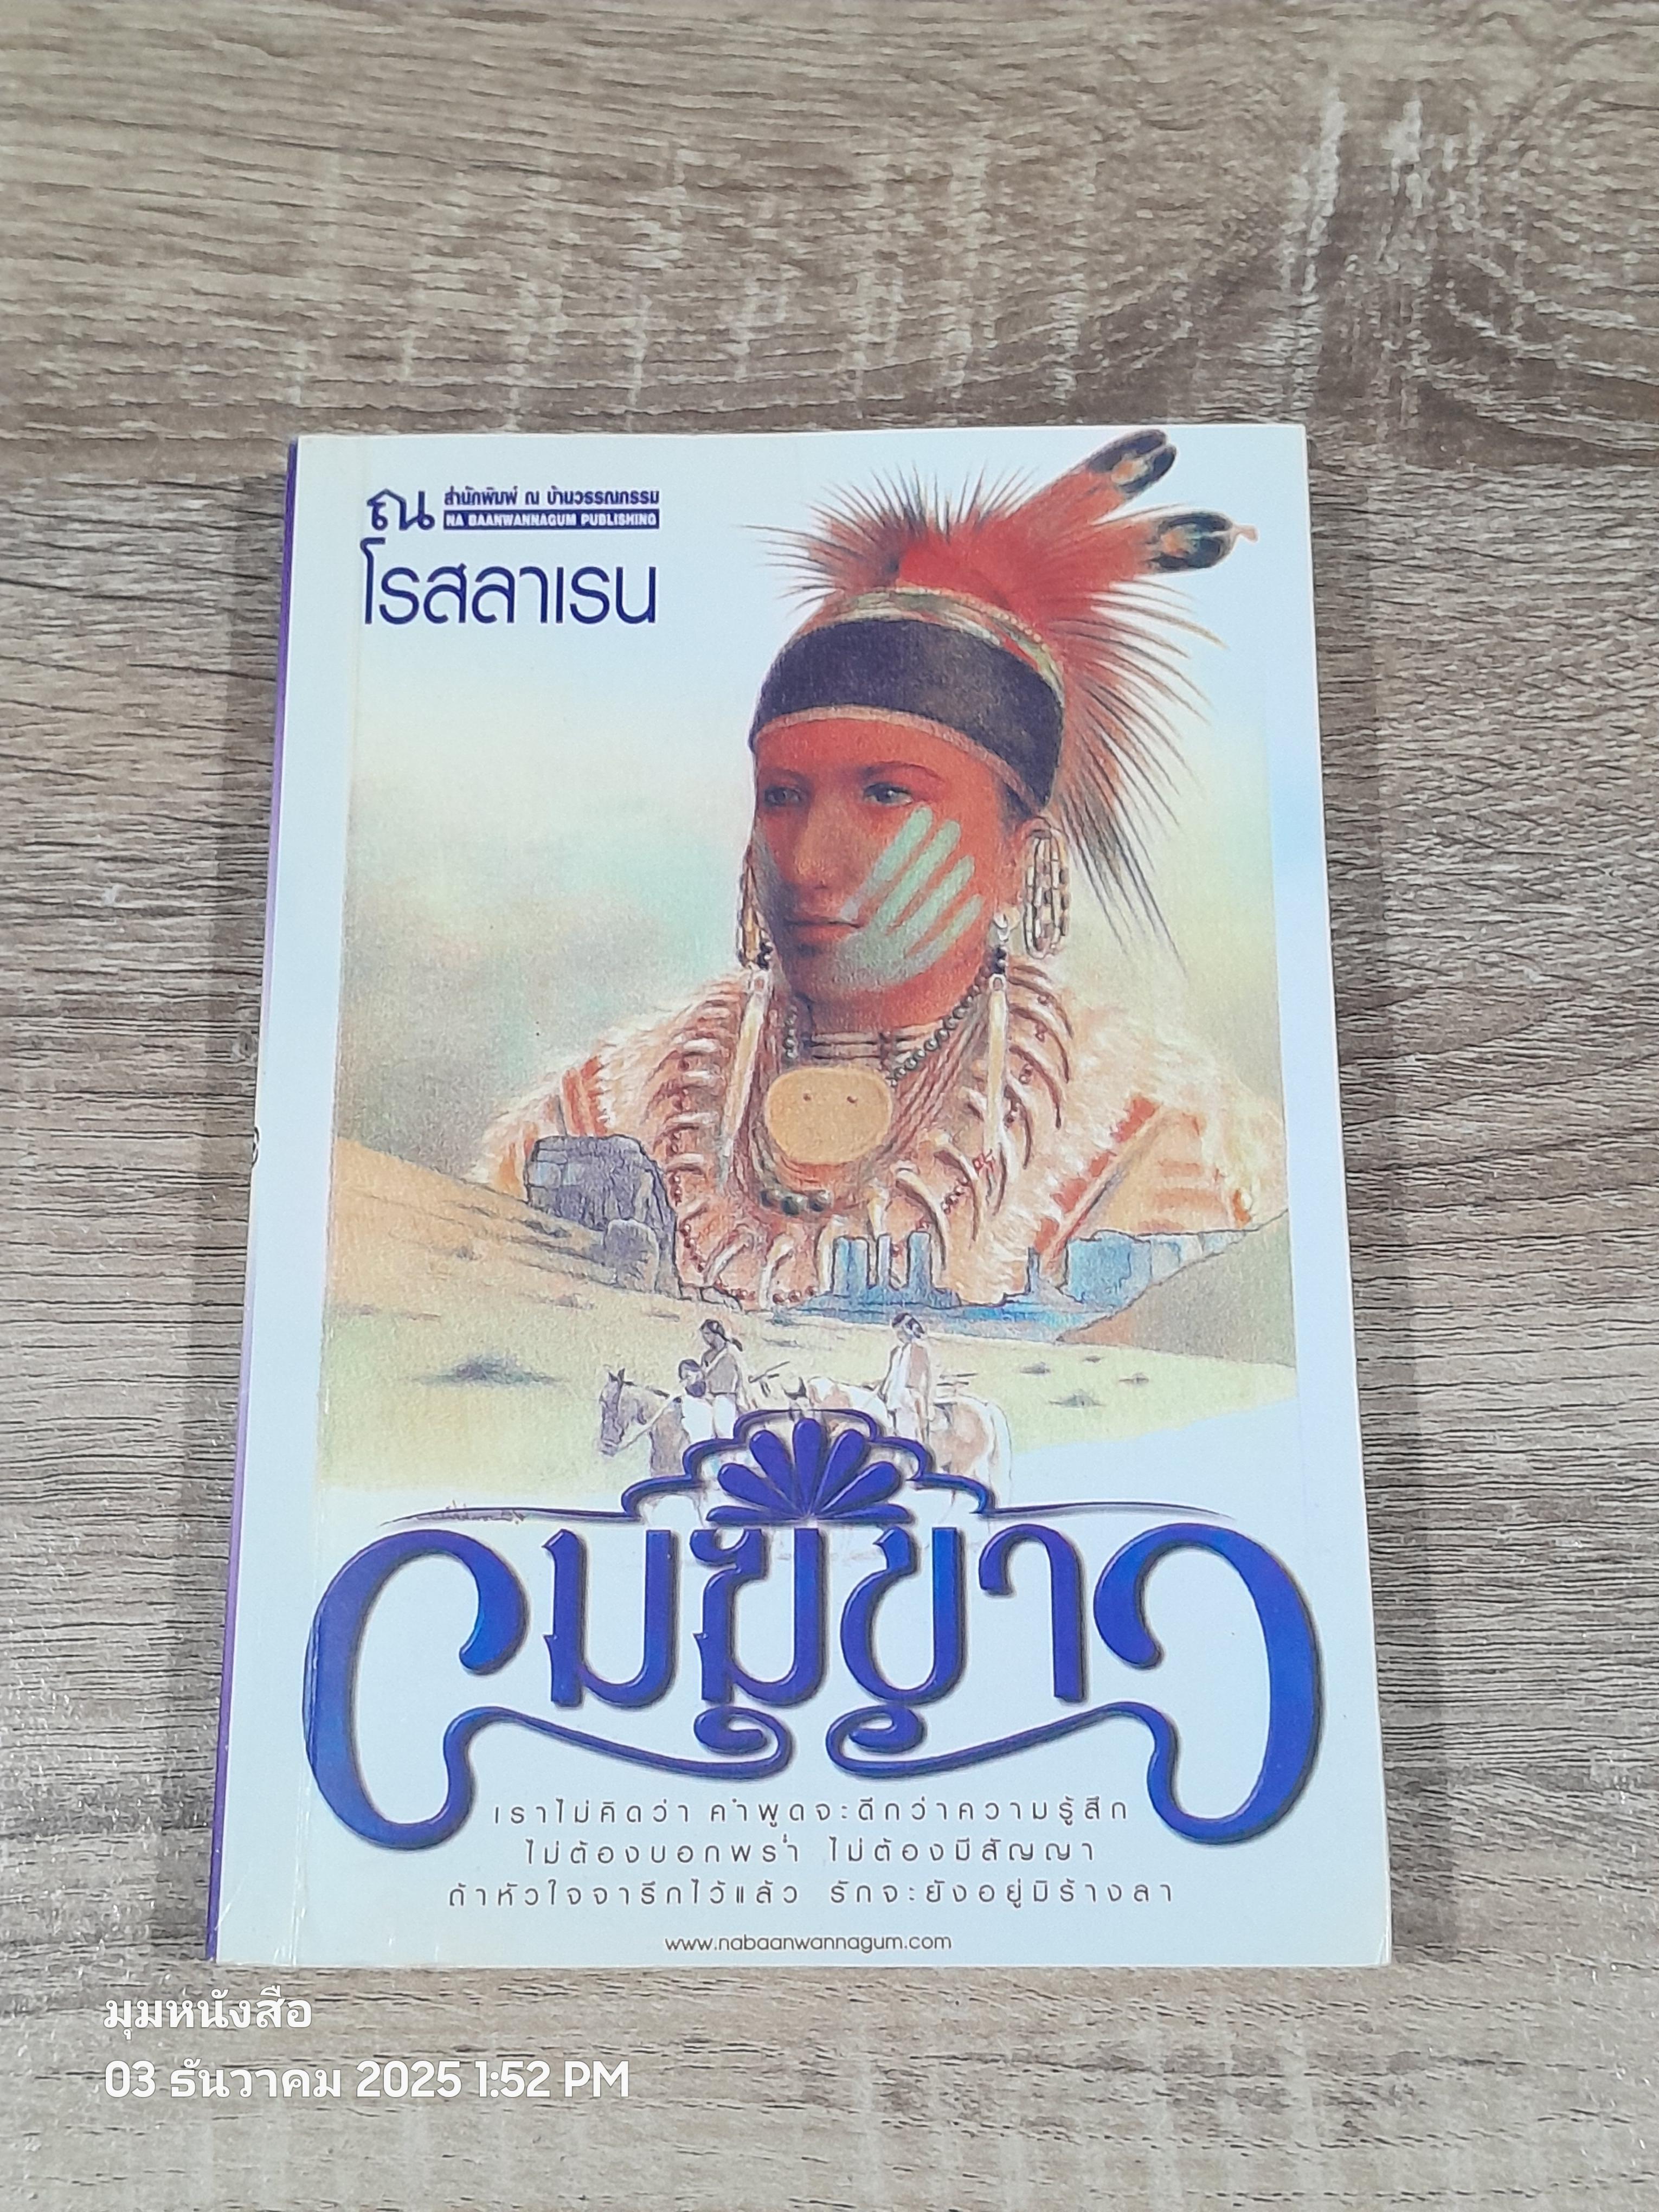 ณ สำนักพิมพ์ ณ บ้านวรรณกรรม
NA BAANWANNAGUM PUBLISHING
โรสลาเรน
เมฆขาว
เราไม่คิดว่า คำพูดจะดีกว่าความรู้สึก
ไม่ต้องบอกพร่ำ ไม่ต้องมีสัญญา
ถ้าหัวใจจารึกไว้แล้ว รักจะยังอยู่มิร้างลา
www.nabaanwannagum.com
มุมหนังสือ
03 ธันวาคม 2025 1:52 PM